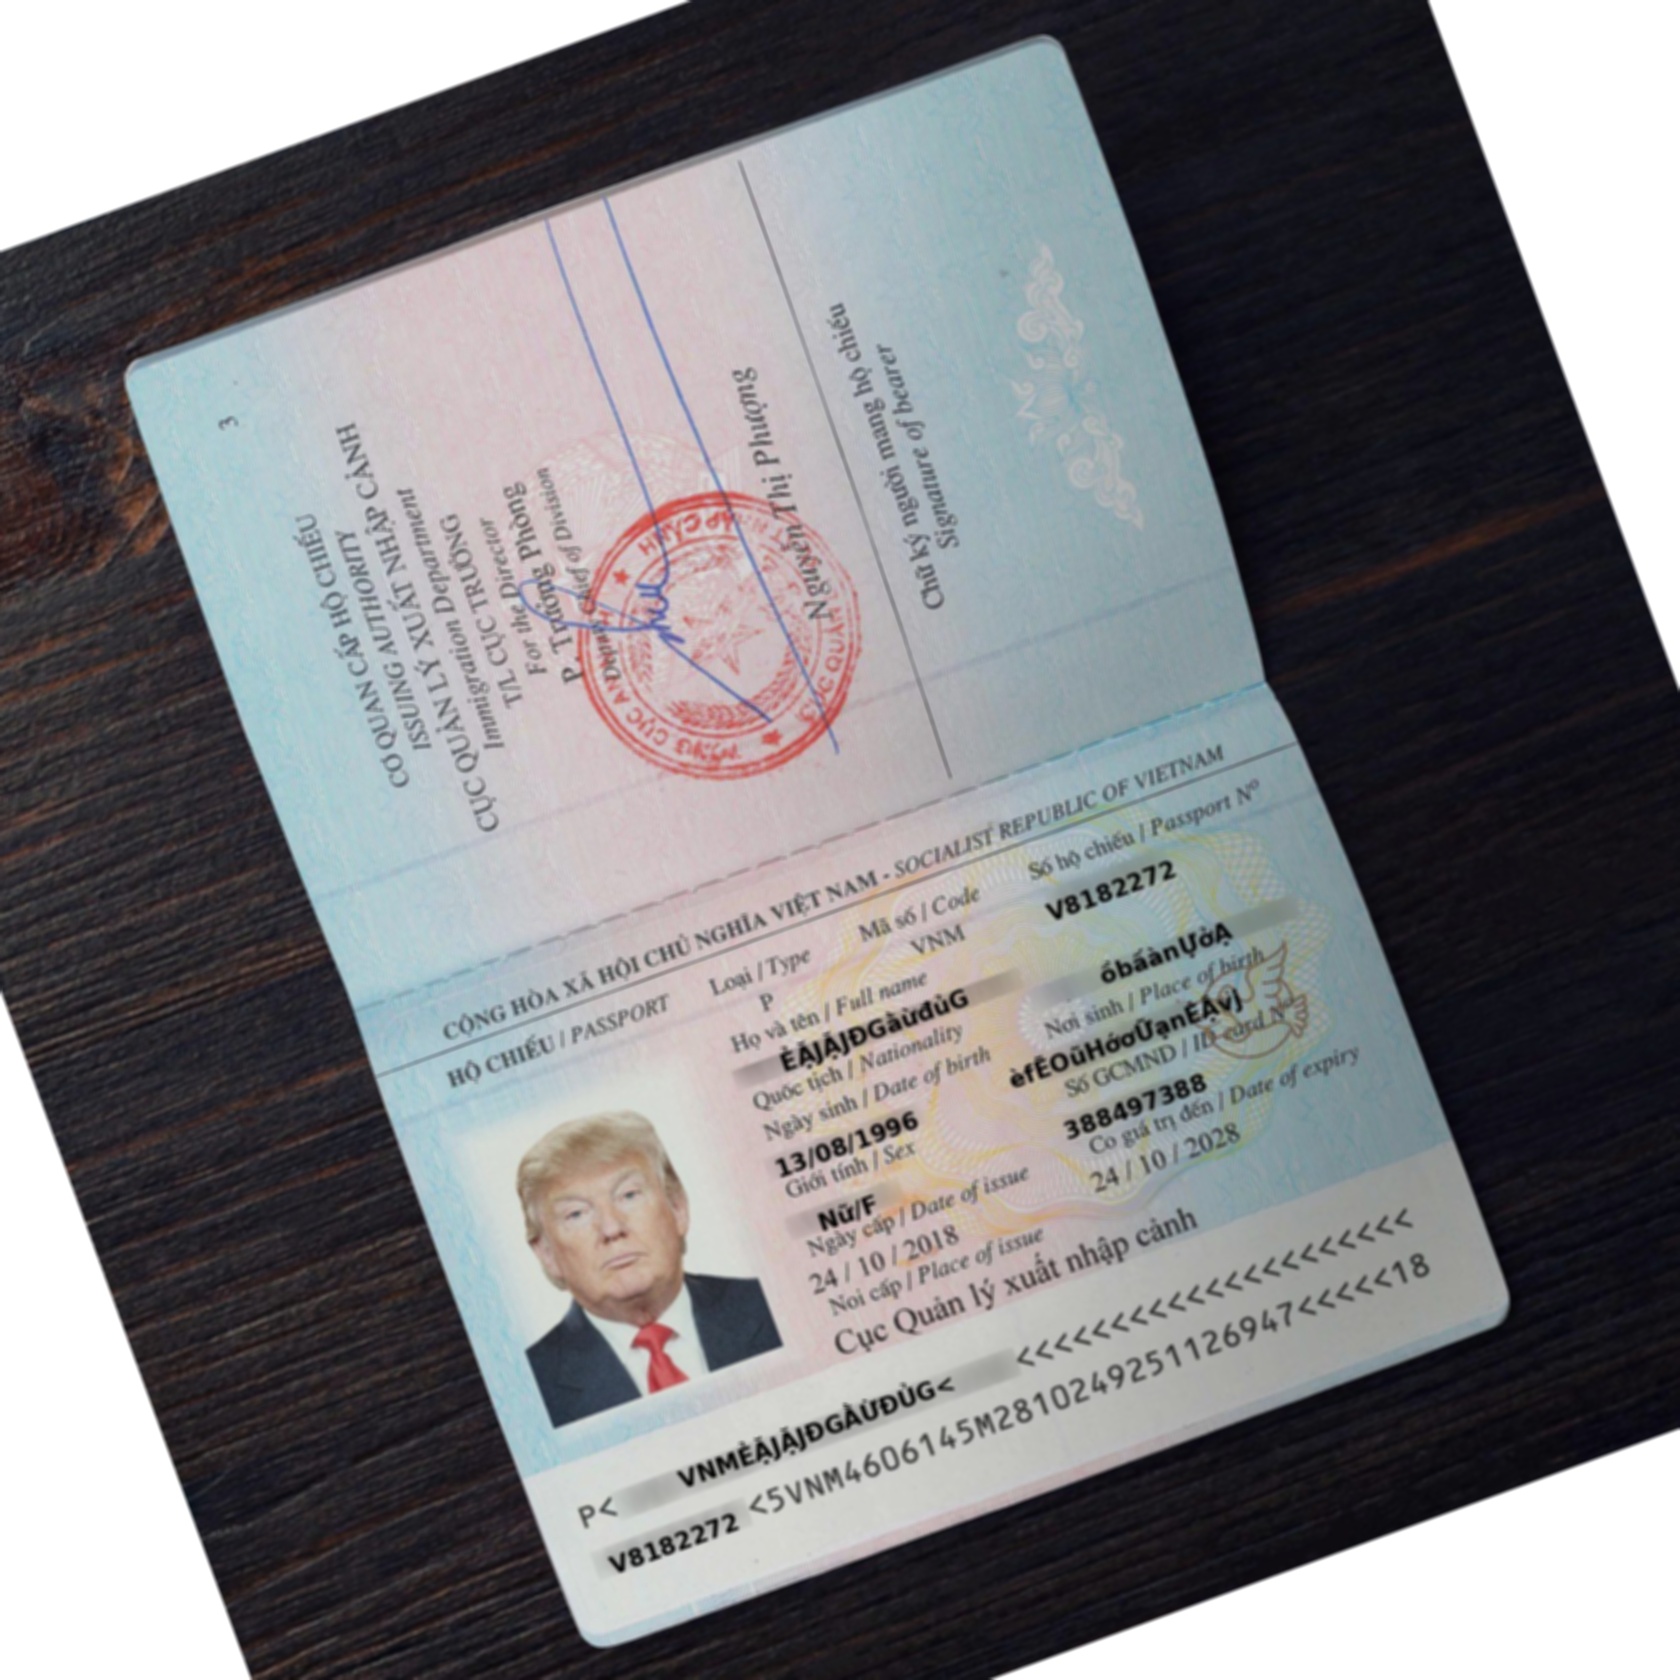 3
CƠ QUAN CẤP HỘ CHIẾU
ISSUING AUTHORITY
CỤC QUẢN LÝ XUẤT NHẬP CẢNH
Immigration Department
T/L CỤC TRƯỞNG
For the Director
P. Trưởng Phòng
Chief of Division
Nguyễn Thị Phượng
Chữ ký người mang hộ chiếu
Signature of bearer
CỘNG HÒA XÃ HỘI CHỦ NGHĨA VIỆT NAM - SOCIALIST REPUBLIC OF VIETNAM
HỘ CHIẾU / PASSPORT
Loại / Type
Mã số / Code
Số hộ chiếu / Passport Nº
P
VNM
V8182272
Họ và tên / Full name
ÈẶJẶJĐGầừđủG
ốbấànỰờẠ
Quốc tịch / Nationality
Nơi sinh / Place of birth
Ngày sinh / Date of birth
Số GCMND / ID card Nº
13/08/1996
388497388
Giới tính / Sex
Có giá trị đến / Date of expiry
Nữ/F
24 / 10 / 2028
Ngày cấp / Date of issue
24 / 10 / 2018
Nơi cấp / Place of issue
Cục Quản lý xuất nhập cảnh
P< VNMÈẶJẶJĐGẦỪĐỦG< <<<<<<<<<<<<<<<<<<<<<
V8182272 <5VNM4606145M2810249251126947<<<<<18